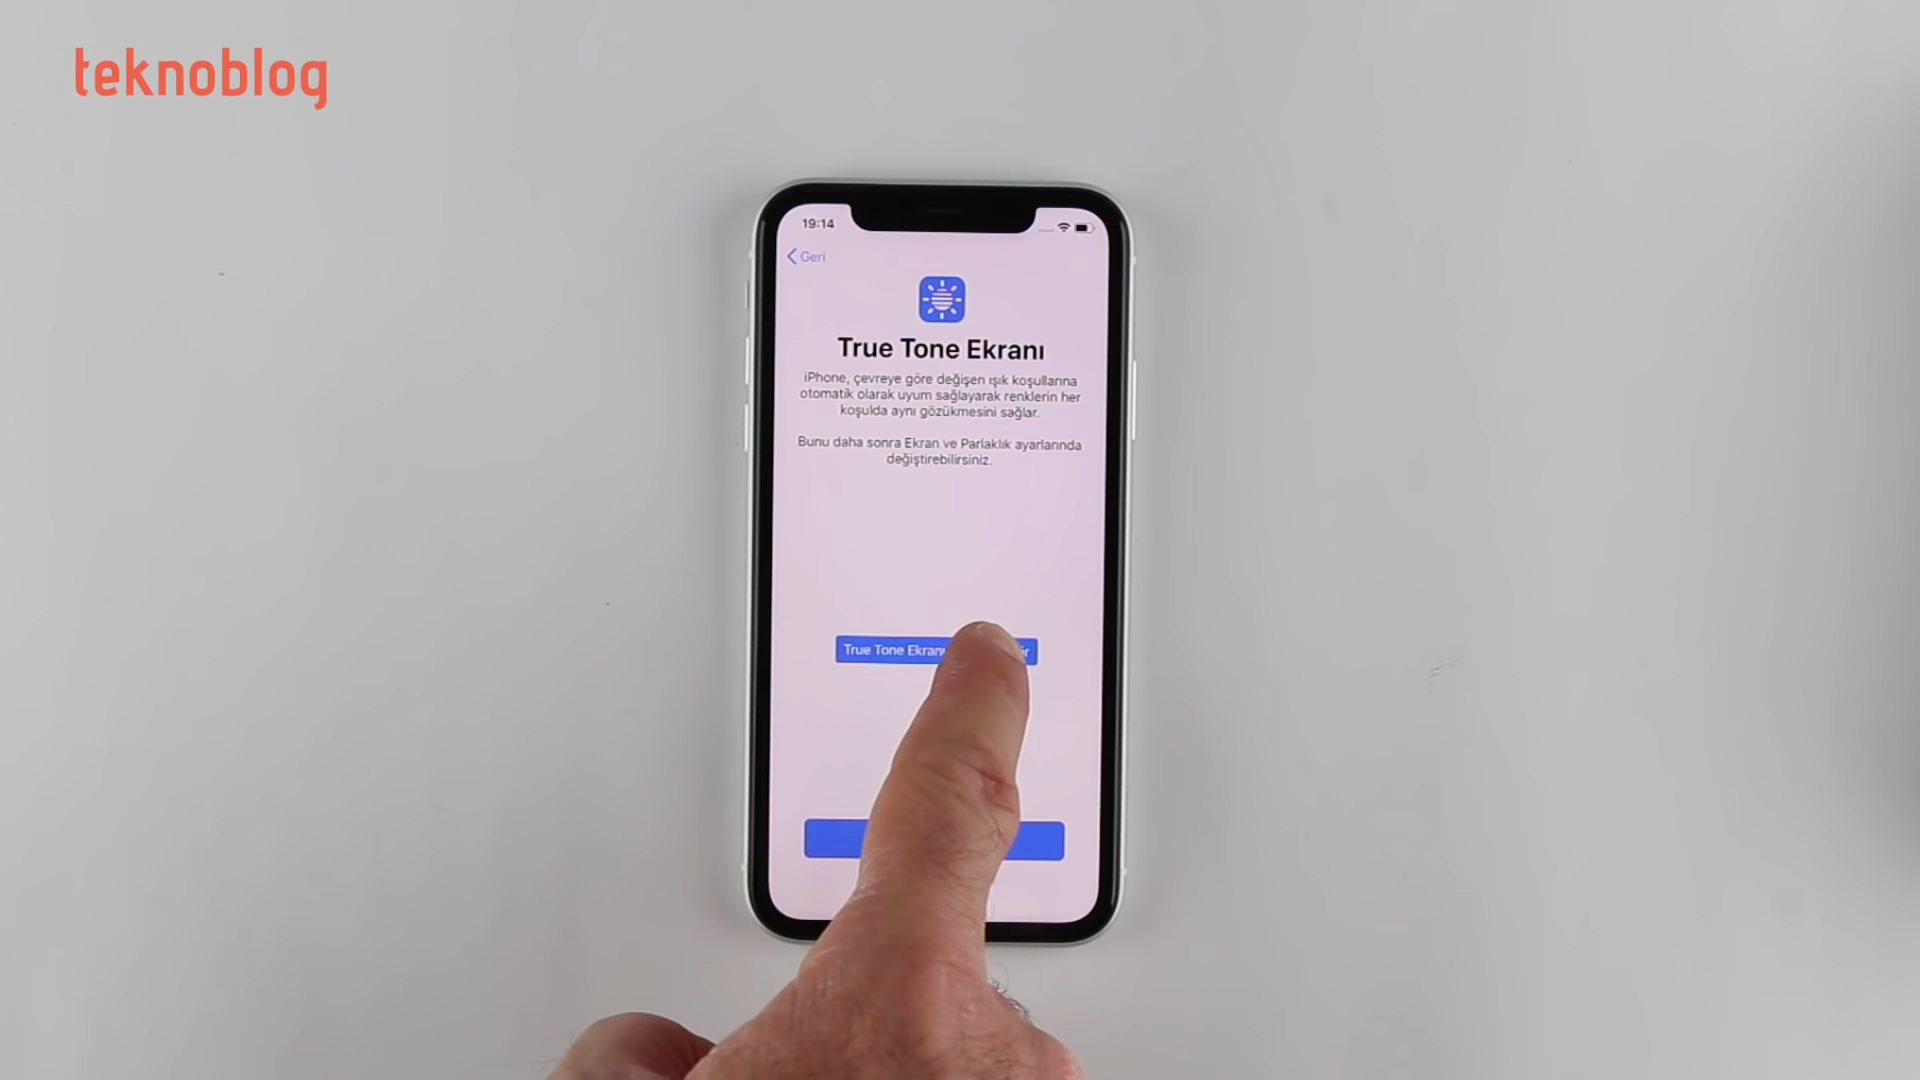 teknoblog
19:14
Geri
True Tone Ekranı
iPhone, çevreye göre değişen ışık koşullarına
otomatik olarak uyum sağlayarak renklerin her
koşulda aynı gözükmesini sağlar.
Bunu daha sonra Ekran ve Parlaklık ayarlarında
değiştirebilirsiniz.
True Tone